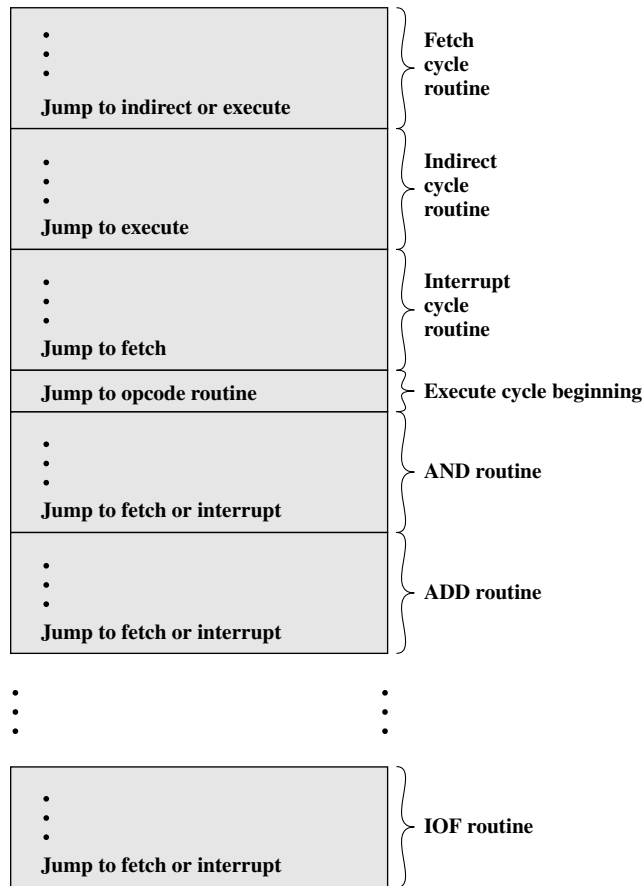 Jump to indirect or execute
Fetch
cycle
routine
Jump to execute
Indirect
cycle
routine
Jump to fetch
Interrupt
cycle
routine
Jump to opcode routine
Execute cycle beginning
Jump to fetch or interrupt
AND routine
Jump to fetch or interrupt
ADD routine
Jump to fetch or interrupt
IOF routine